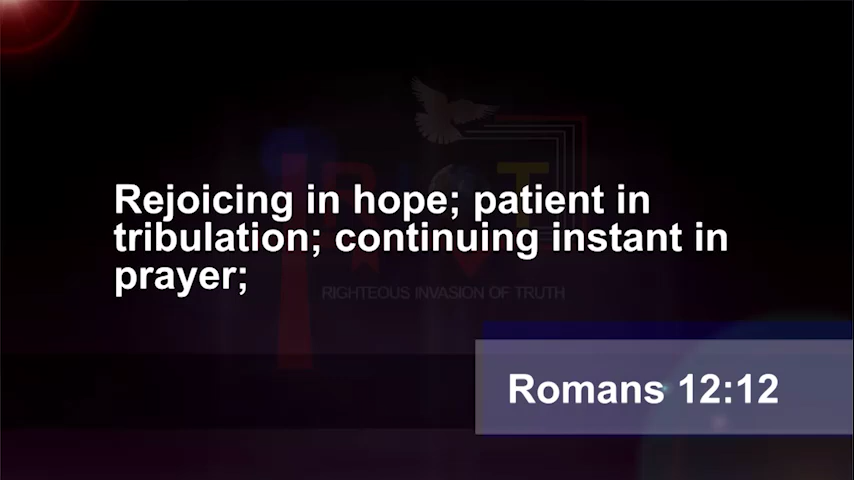 Rejoicing in hope; patient in
tribulation; continuing instant in
prayer;
RIGHTEOUS INVASION OF TRUTH
Romans 12:12